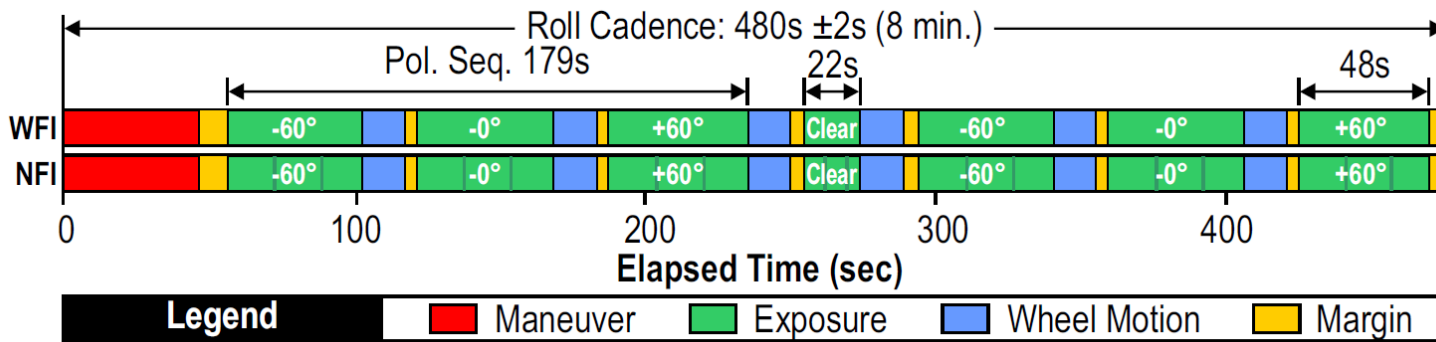 Roll Cadence: 480s ±2s (8 min.)
Pol. Seq. 179s 22s 48s
WFI -60° -0° +60° Clear -60° -0° +60°
NFI -60° -0° +60° Clear -60° -0° +60°
0 100 200 300 400
Elapsed Time (sec)
Legend Maneuver Exposure Wheel Motion Margin